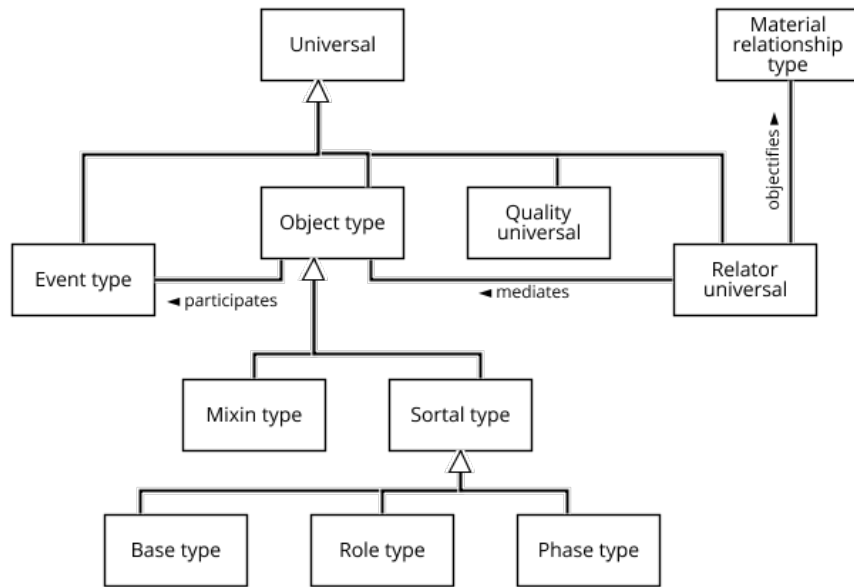 Universal
Material
relationship
type
objectifies ►
Object type
Quality
universal
Event type
Relator
universal
◄ participates
◄ mediates
Mixin type
Sortal type
Base type
Role type
Phase type